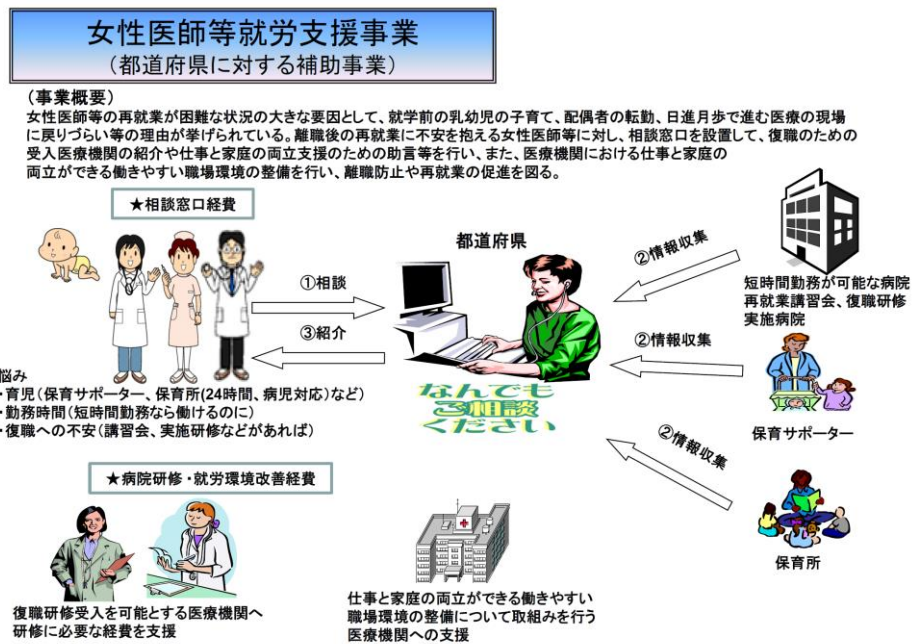 女性医師等就労支援事業
（都道府県に対する補助事業）
（事業概要）
女性医師等の再就業が困難な状況の大きな要因として、就学前の乳幼児の子育て、配偶者の転勤、日進月歩で進む医療の現場
に戻りづらい等の理由が挙げられている。離職後の再就業に不安を抱える女性医師等に対し、相談窓口を設置して、復職のための
受入医療機関の紹介や仕事と家庭の両立支援のための助言等を行い、また、医療機関における仕事と家庭の
両立ができる働きやすい職場環境の整備を行い、離職防止や再就業の促進を図る。
★相談窓口経費
都道府県
①相談
③紹介
なんでも
ご相談
ください
②情報収集
短時間勤務が可能な病院
再就業講習会、復職研修
実施病院
②情報収集
保育サポーター
②情報収集
保育所
悩み
・育児（保育サポーター、保育所(24時間、病児対応）など）
・勤務時間（短時間勤務なら働けるのに）
・復職への不安（講習会、実施研修などがあれば）
★病院研修・就労環境改善経費
復職研修受入を可能とする医療機関へ
研修に必要な経費を支援
仕事と家庭の両立ができる働きやすい
職場環境の整備について取組みを行う
医療機関への支援